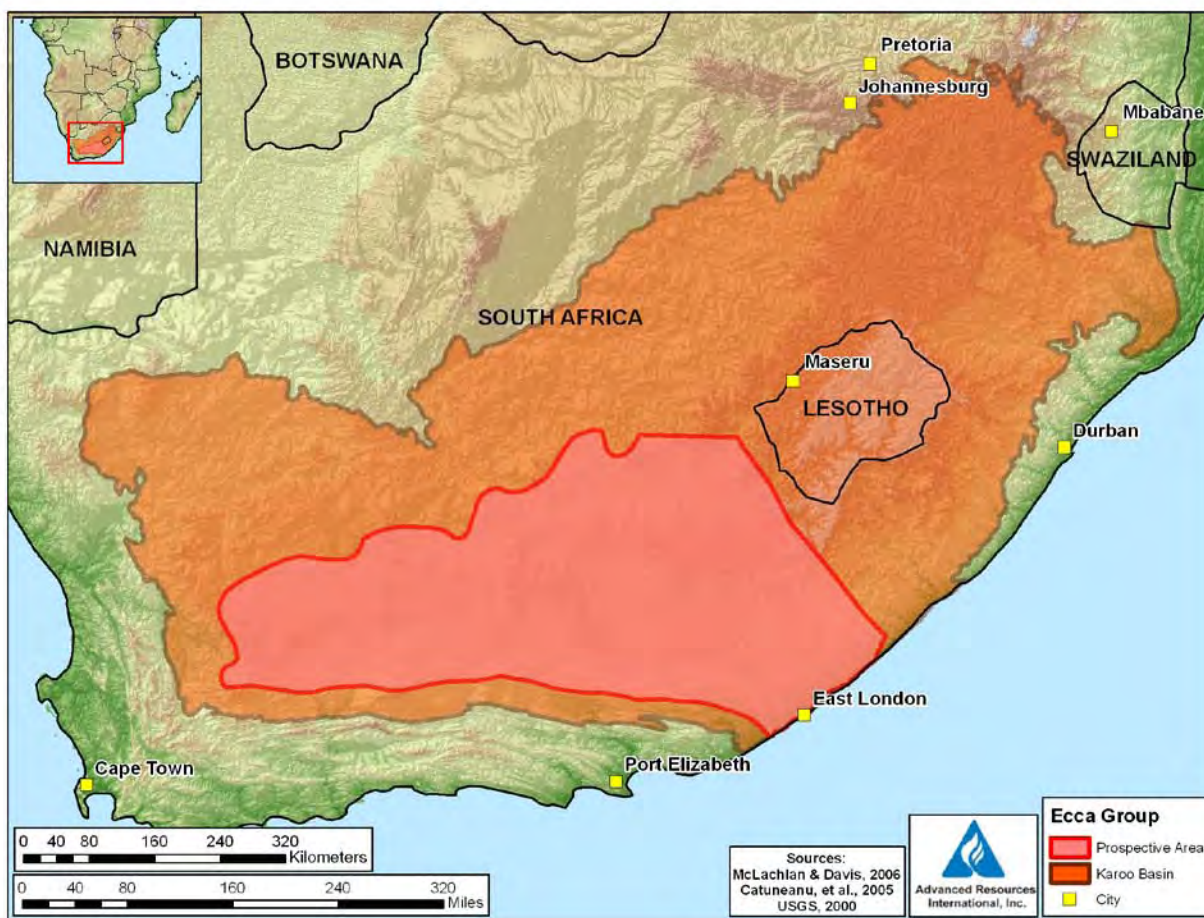 BOTSWANA
Pretoria
Johannesburg
Mbabane
SWAZILAND
NAMIBIA
SOUTH AFRICA
Maseru
LESOTHO
Durban
East London
Port Elizabeth
Cape Town
0 40 80 160 240 320
Kilometers
0 40 80 160 240 320
Miles
Sources:
McLachlan & Davis, 2006
Catuneanu, et al., 2005
USGS, 2000
Advanced Resources
International, Inc.
Ecca Group
Prospective Area
Karoo Basin
City